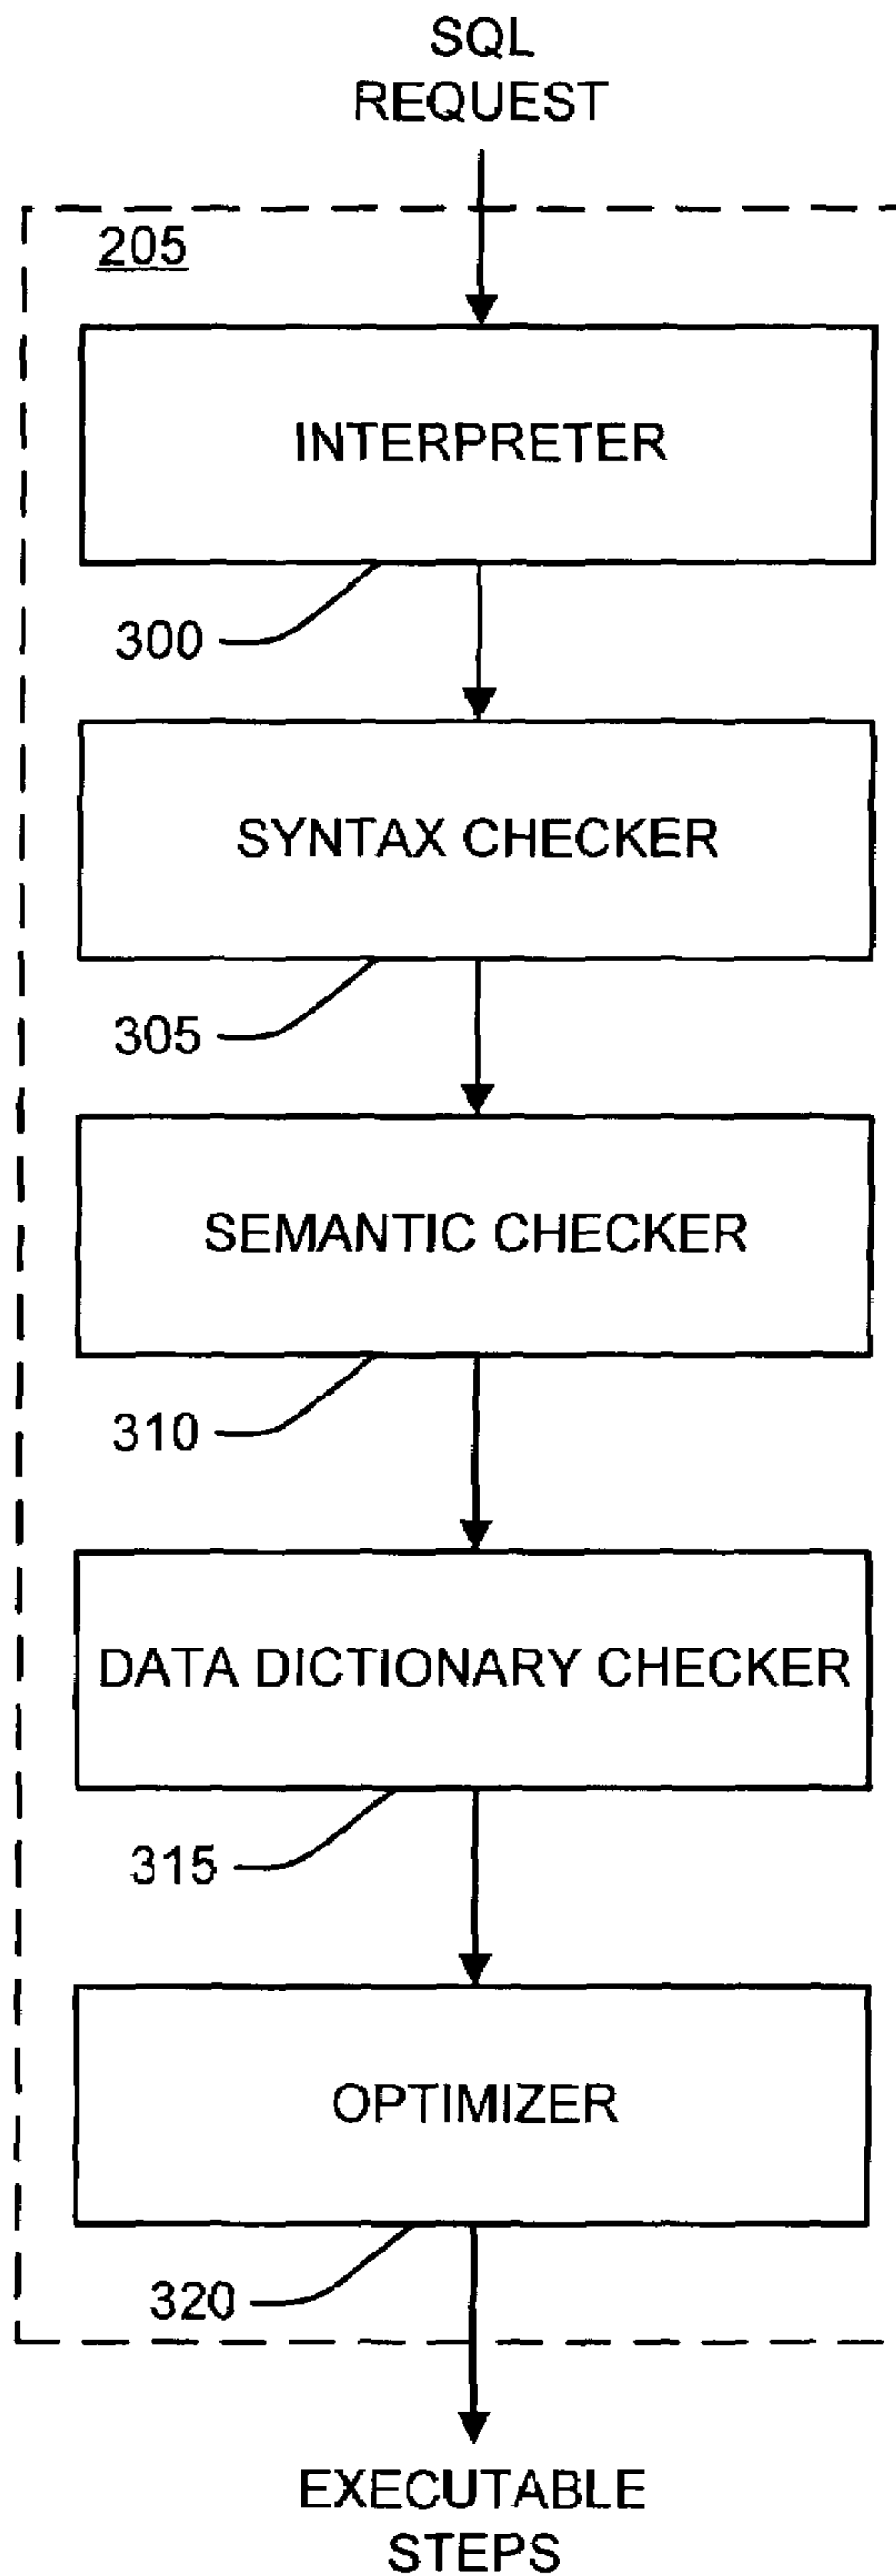 SQL
REQUEST
205
INTERPRETER
300
SYNTAX CHECKER
305
SEMANTIC CHECKER
310
DATA DICTIONARY CHECKER
315
OPTIMIZER
320
EXECUTABLE
STEPS